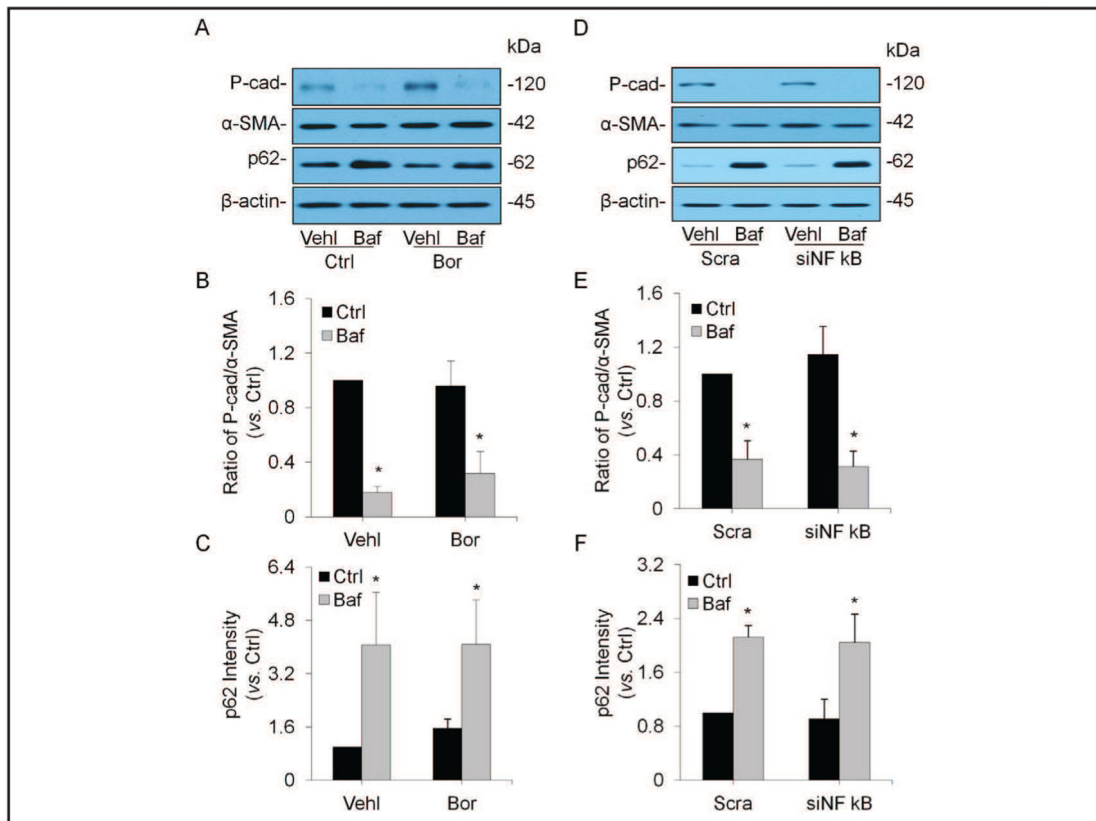 A
kDa
P-cad-
-120
α-SMA-
-42
p62-
-62
β-actin-
-45
Vehl Baf Vehl Baf
Ctrl Bor
D
kDa
P-cad-
-120
α-SMA-
-42
p62-
-62
β-actin-
-45
Vehl Baf Vehl Baf
Scra siNF kB
B
Ratio of P-cad/α-SMA
(vs. Ctrl)
1.6
1.2
0.8
0.4
0
Ctrl
Baf
*
*
Vehl Bor
E
Ratio of P-cad/α-SMA
(vs. Ctrl)
1.6
1.2
0.8
0.4
0
Ctrl
Baf
*
*
Scra siNF kB
C
p62 Intensity
(vs. Ctrl)
6.4
4.8
3.2
1.6
0
Ctrl
Baf
*
*
Vehl Bor
F
p62 Intensity
(vs. Ctrl)
3.2
2.4
1.6
0.8
0
Ctrl
Baf
*
*
Scra siNF kB